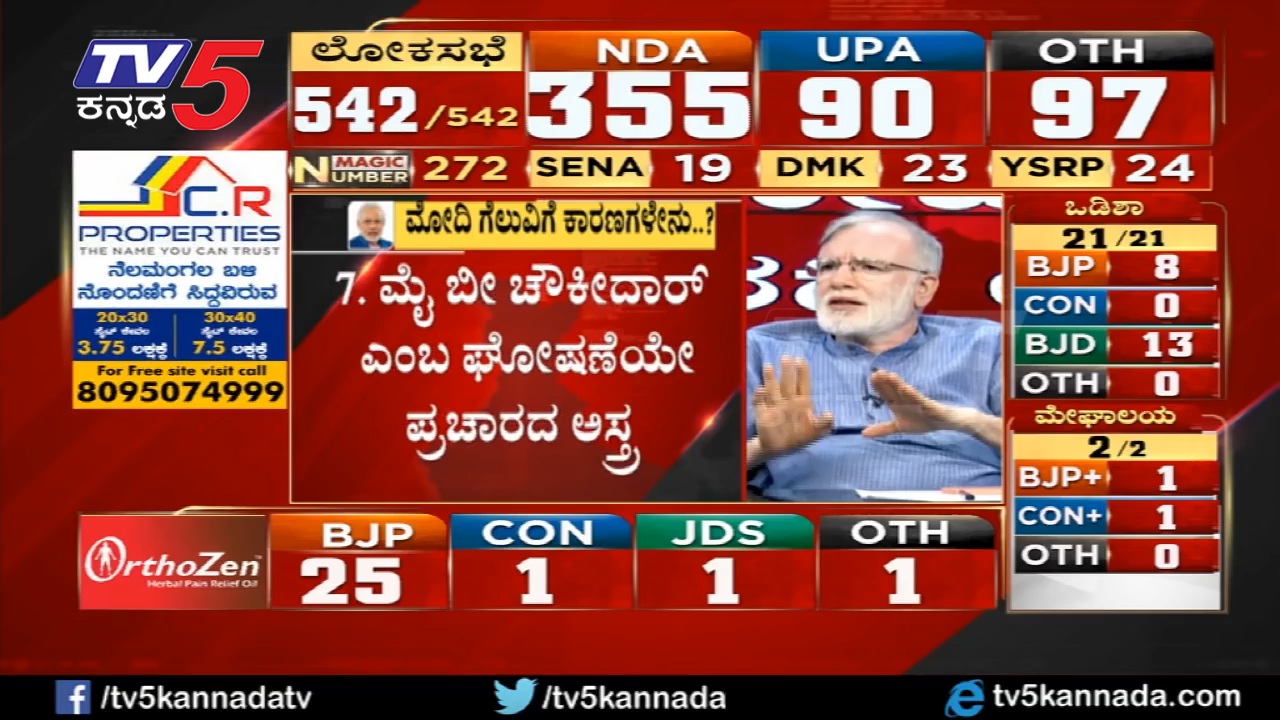 TV5
ಕನ್ನಡ
ಲೋಕಸಭೆ
542/542
NDA
355
UPA
90
OTH
97
MAGIC
NUMBER 272
SENA 19
DMK 23
YSRP 24
C.R
PROPERTIES
THE NAME YOU CAN TRUST
ನೆಲಮಂಗಲ ಬಳಿ
ನೊಂದಣಿಗೆ ಸಿದ್ದವಿರುವ
20x30
ಸೈಟ್ ಕೇವಲ
3.75 ಲಕ್ಷಕ್ಕೆ
30x40
ಸೈಟ್ ಕೇವಲ
7.5 ಲಕ್ಷಕ್ಕೆ
For Free site visit call
8095074999
ಮೋದಿ ಗೆಲುವಿಗೆ ಕಾರಣಗಳೇನು..?
7. ಮೈ ಬೀ ಚೌಕೀದಾರ್
ಎಂಬ ಘೋಷಣೆಯೇ
ಪ್ರಚಾರದ ಅಸ್ತ್ರ
ಒಡಿಶಾ
21/21
BJP 8
CON 0
BJD 13
OTH 0
ಮೇಘಾಲಯ
2/2
BJP+ 1
CON+ 1
OTH 0
OrthoZen™
Herbal Pain Relief Oil
BJP
25
CON
1
JDS
1
OTH
1
/tv5kannadatv
/tv5kannada
tv5kannada.com